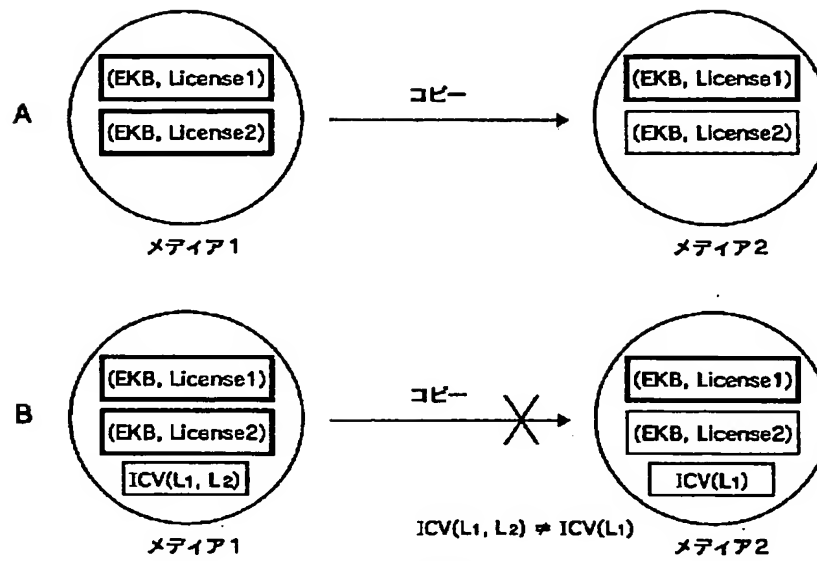 A
(EKB, License1)
(EKB, License2)
メディア1
コピー
(EKB, License1)
(EKB, License2)
メディア2
B
(EKB, License1)
(EKB, License2)
ICV(L1, L2)
メディア1
コピー
ICV(L1, L2) ≠ ICV(L1)
(EKB, License1)
(EKB, License2)
ICV(L1)
メディア2